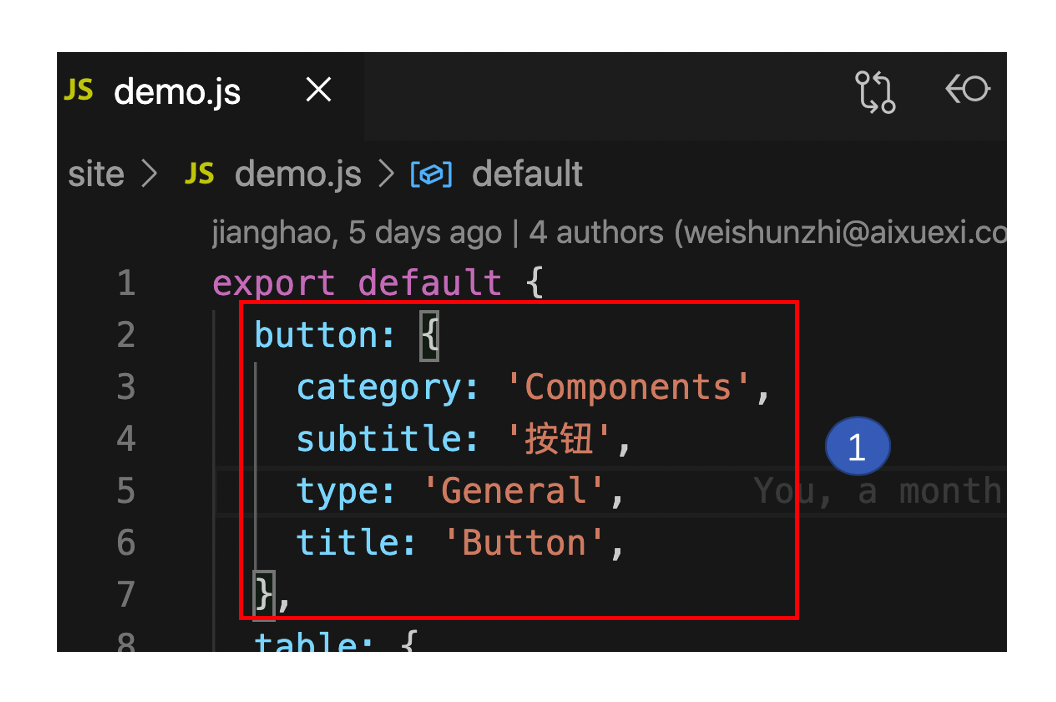 JS demo.js
site > JS demo.js > default
jianghao, 5 days ago | 4 authors (weishunzhi@aixuexi.co
1 export default {
2 button: {
3 category: 'Components',
4 subtitle: '按钮',
1
5 type: 'General', You, a month
6 title: 'Button',
7 },
8 table: {